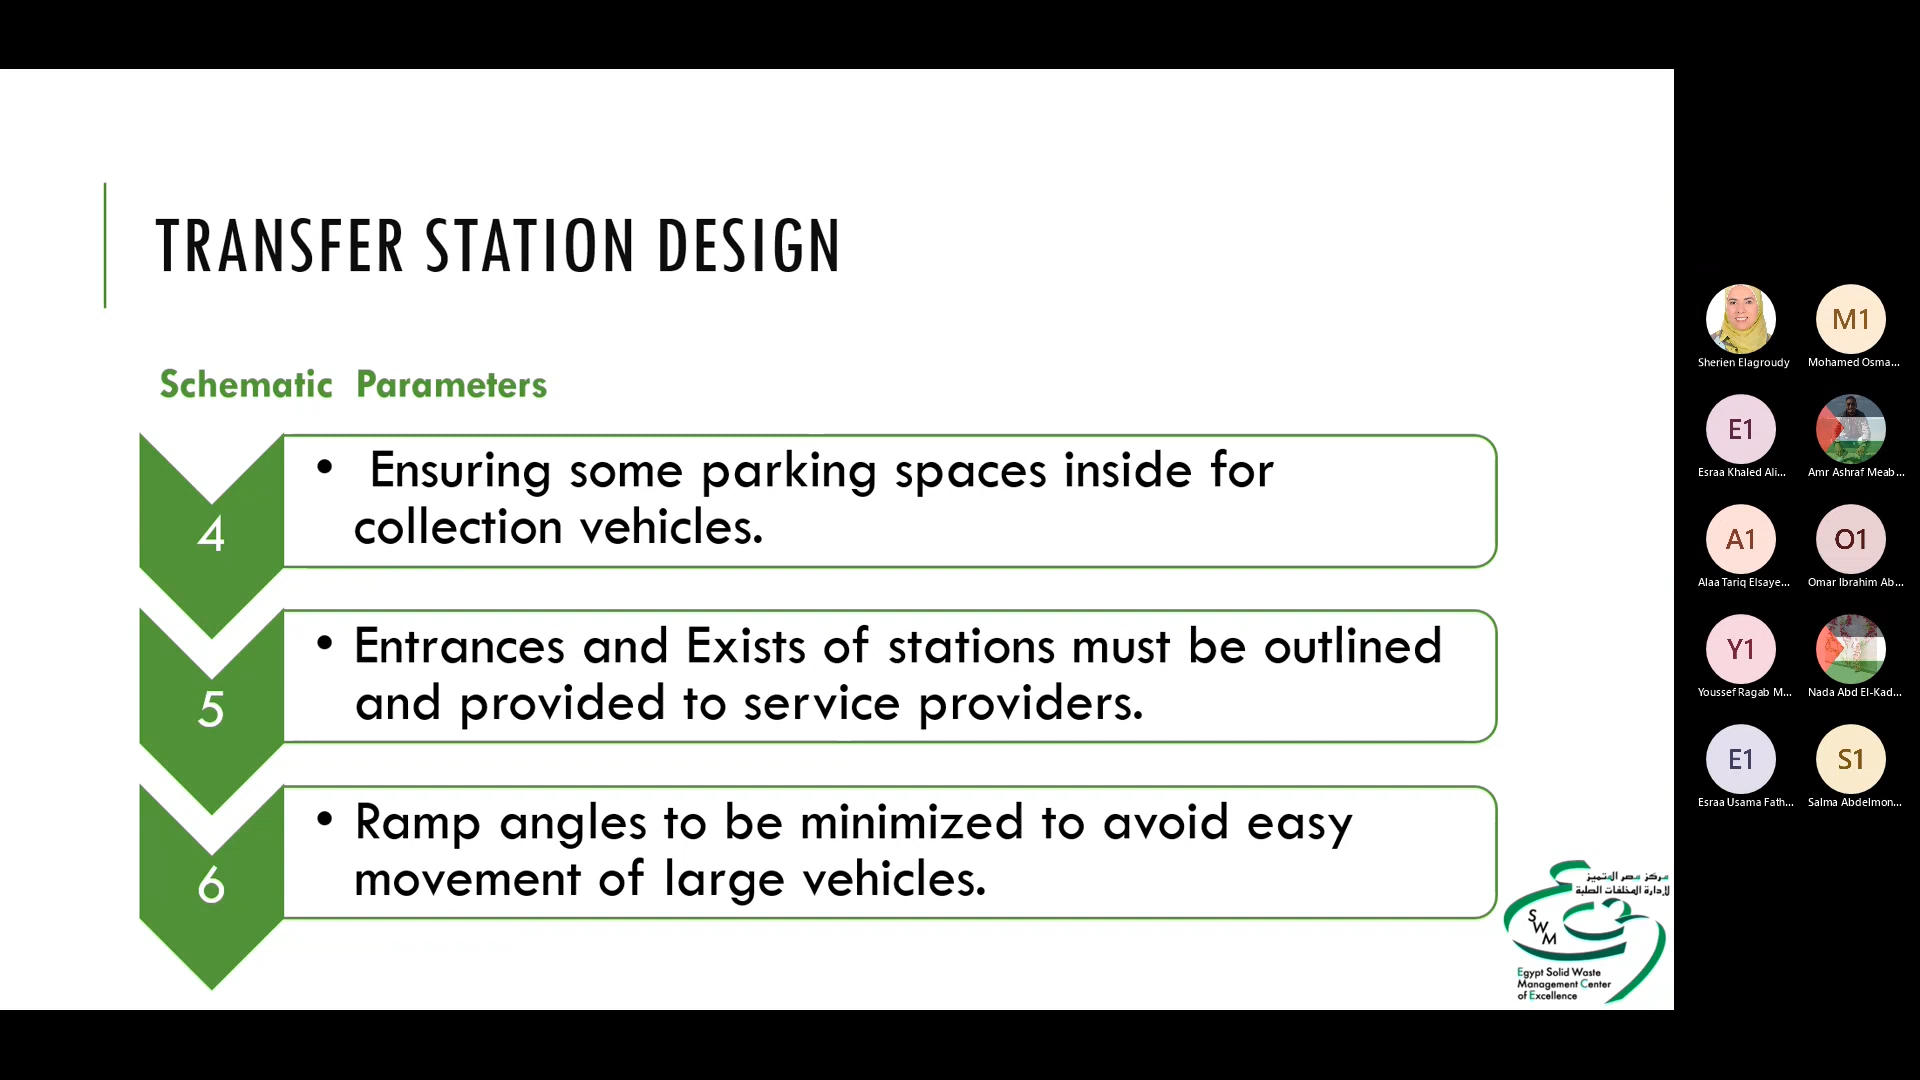 TRANSFER STATION DESIGN
Schematic Parameters
4
• Ensuring some parking spaces inside for
collection vehicles.
5
• Entrances and Exists of stations must be outlined
and provided to service providers.
6
• Ramp angles to be minimized to avoid easy
movement of large vehicles.
مركز مصر المتميز
لإدارة المخلفات الصلبة
SWM
Egypt Solid Waste
Management Center
of Excellence
Sherien Elagroudy
M1
Mohamed Osma...
E1
Esraa Khaled Ali...
Amr Ashraf Meab...
A1
Alaa Tariq Elsaye...
O1
Omar Ibrahim Ab...
Y1
Youssef Ragab M...
Nada Abd El-Kad...
E1
Esraa Usama Fath...
S1
Salma Abdelmon...